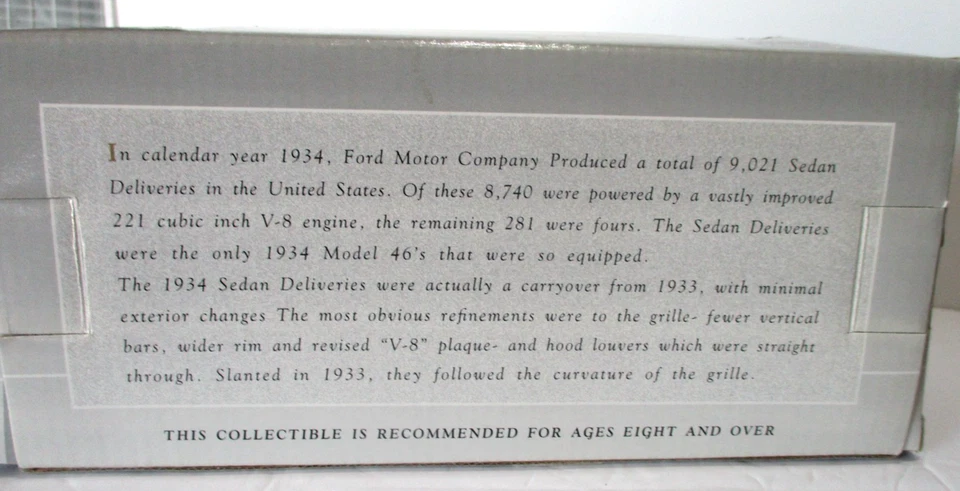 In calendar year 1934, Ford Motor Company Produced a total of 9,021 Sedan
Deliveries in the United States. Of these 8,740 were powered by a vastly improved
221 cubic inch V-8 engine, the remaining 281 were fours. The Sedan Deliveries
were the only 1934 Model 46's that were so equipped.
The 1934 Sedan Deliveries were actually a carryover from 1933, with minimal
exterior changes The most obvious refinements were to the grille- fewer vertical
bars, wider rim and revised “V-8” plaque- and hood louvers which were straight
through. Slanted in 1933, they followed the curvature of the grille.
THIS COLLECTIBLE IS RECOMMENDED FOR AGES EIGHT AND OVER